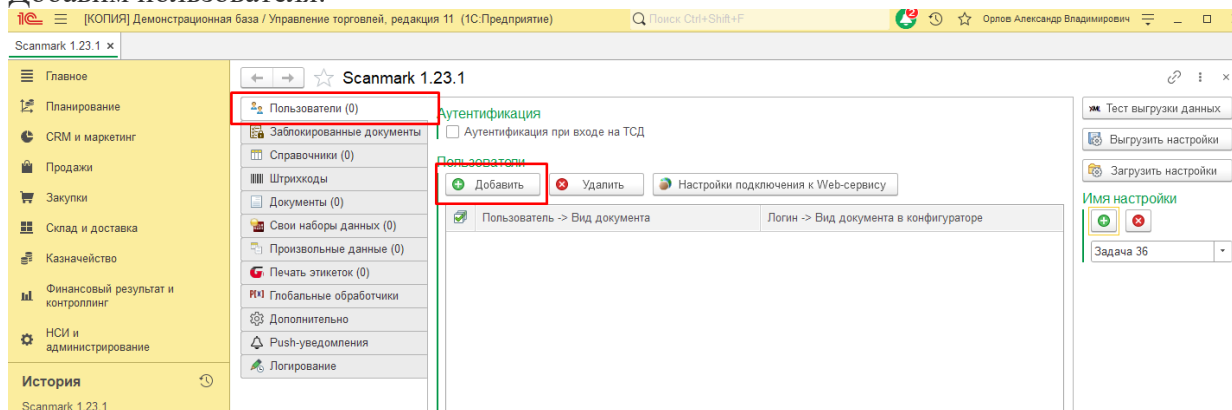 Добавим пользователя.
1С [КОПИЯ] Демонстрационная база / Управление торговлей, редакция 11 (1С:Предприятие) Поиск Ctrl+Shift+F 2 Орлов Александр Владимирович
Scanmark 1.23.1 ×
Главное
Планирование
CRM и маркетинг
Продажи
Закупки
Склад и доставка
Казначейство
Финансовый результат и
контроллинг
НСИ и
администрирование
История
Scanmark 1.23.1
Scanmark 1.23.1
Пользователи (0)
Заблокированные документы
Справочники (0)
Штрихкоды
Документы (0)
Свои наборы данных (0)
Произвольные данные (0)
Печать этикеток (0)
Глобальные обработчики
Дополнительно
Push-уведомления
Логирование
Аутентификация
Аутентификация при входе на ТСД
Пользователи
Добавить Удалить Настройки подключения к Web-сервису
Пользователь -> Вид документа Логин -> Вид документа в конфигураторе
XML Тест выгрузки данных
Выгрузить настройки
Загрузить настройки
Имя настройки
Задача 36